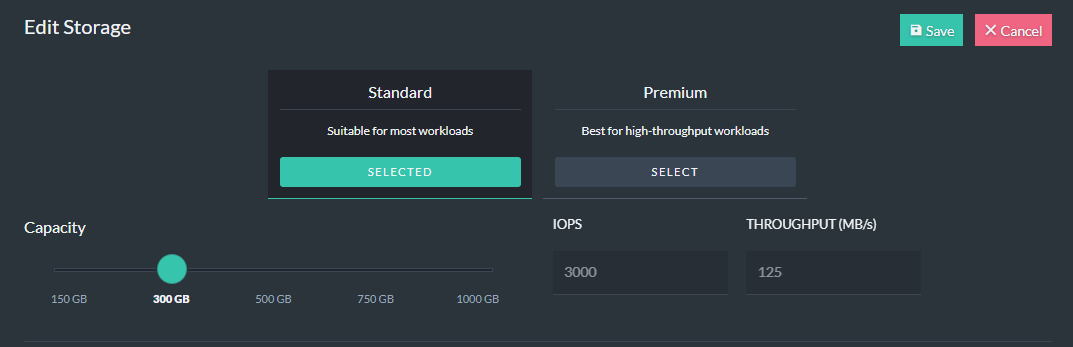 Edit Storage
Save
Cancel
Standard
Suitable for most workloads
SELECTED
Premium
Best for high-throughput workloads
SELECT
Capacity
150 GB
300 GB
500 GB
750 GB
1000 GB
IOPS
3000
THROUGHPUT (MB/s)
125